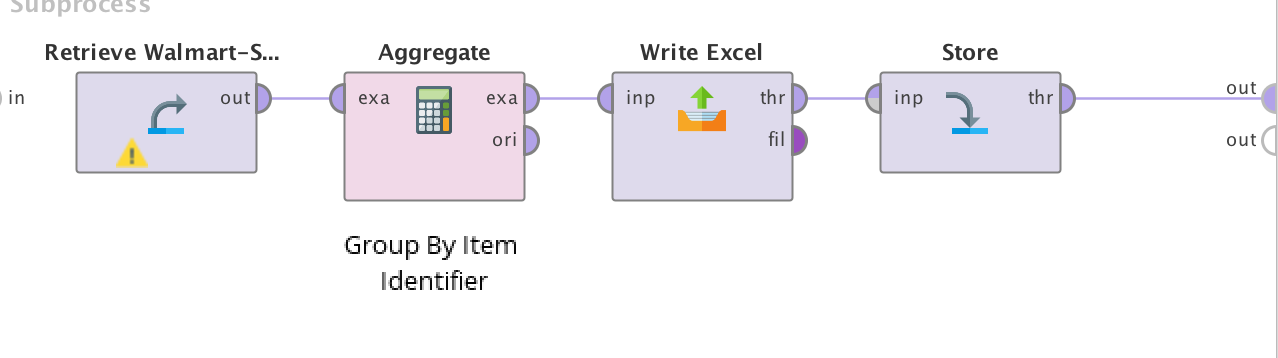 Subprocess
Retrieve Walmart-S...
Aggregate
Write Excel
Store
in
out
exa
exa
ori
inp
thr
fil
inp
thr
out
out
Group By Item
Identifier